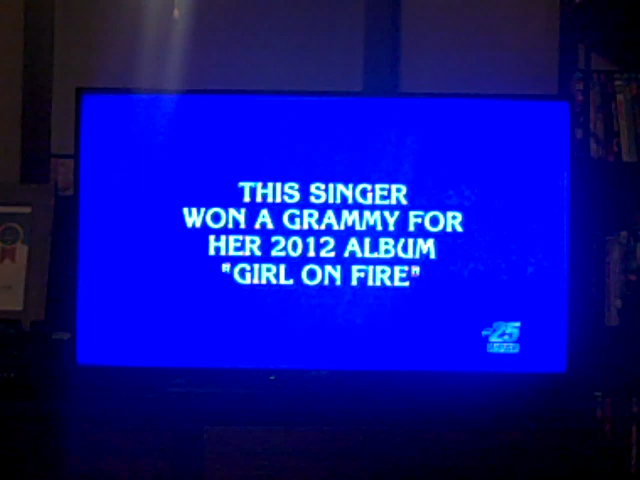 THIS SINGER
WON A GRAMMY FOR
HER 2012 ALBUM
"GIRL ON FIRE"
25